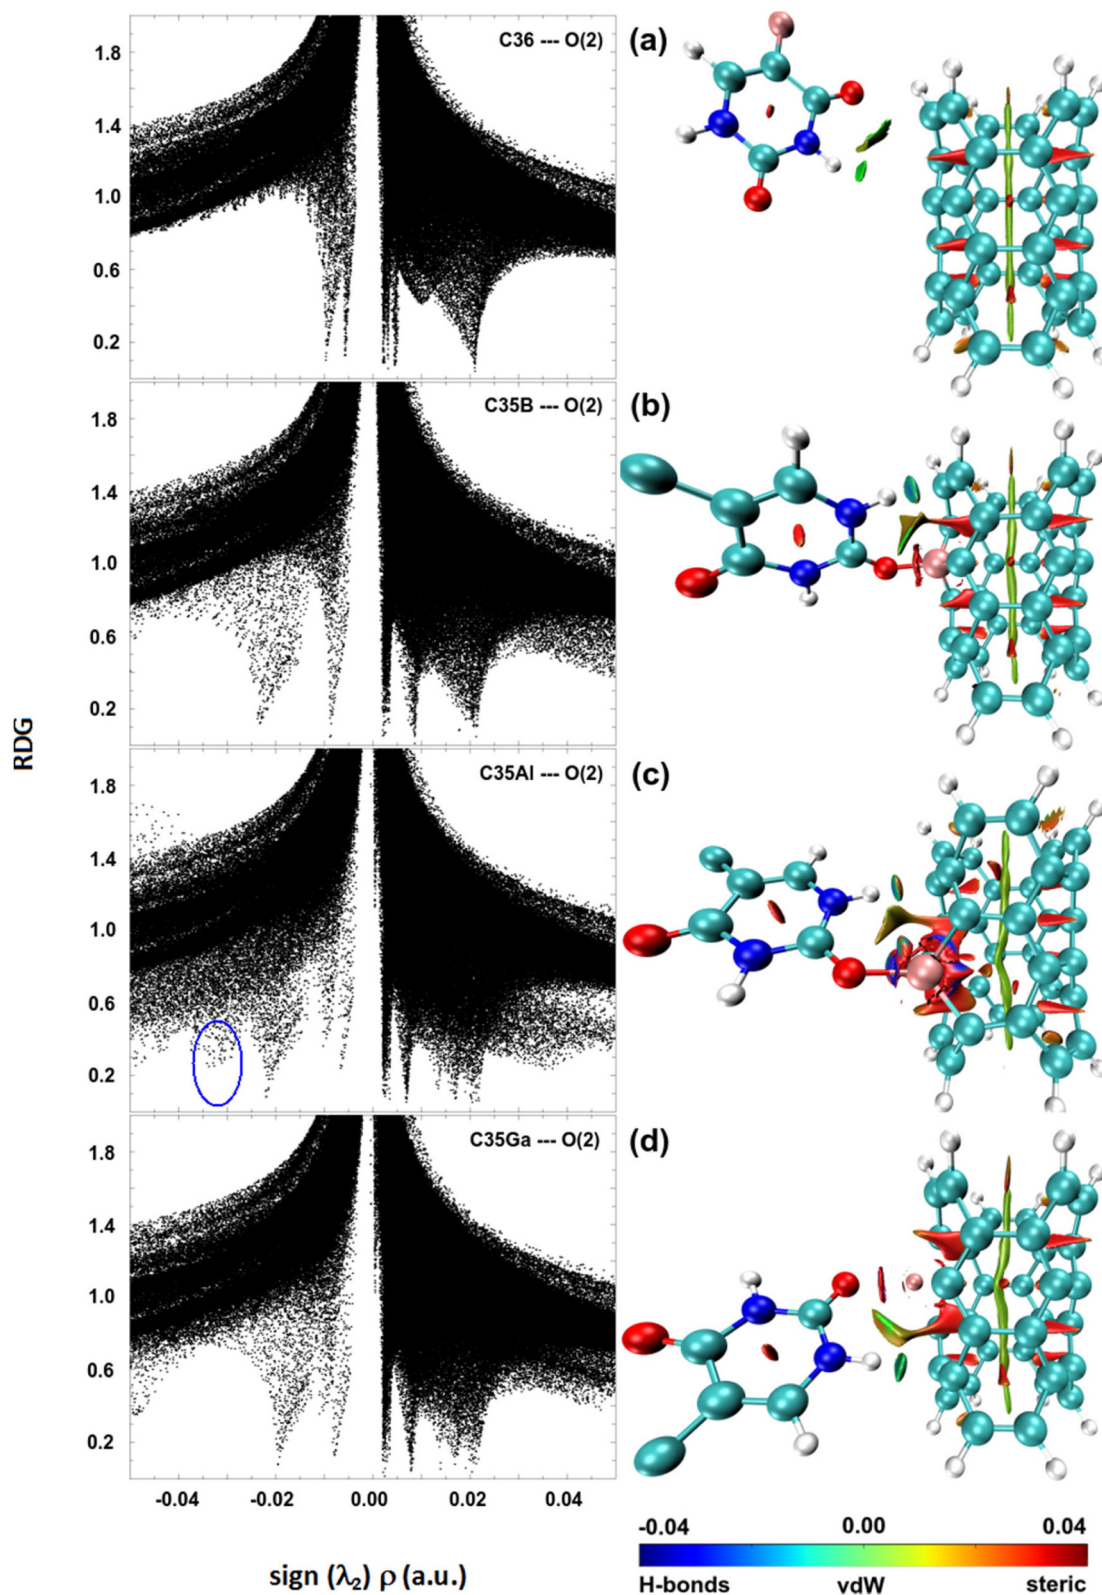 C36 --- O(2)
(a)
1.8
1.4
1.0
0.6
0.2
C35B --- O(2)
(b)
1.8
1.4
1.0
0.6
0.2
RDG
C35Al --- O(2)
(c)
1.8
1.4
1.0
0.6
0.2
C35Ga --- O(2)
(d)
1.8
1.4
1.0
0.6
0.2
-0.04 -0.02 0.00 0.02 0.04
sign (λ₂) ρ (a.u.)
-0.04 0.00 0.04
H-bonds vdW steric